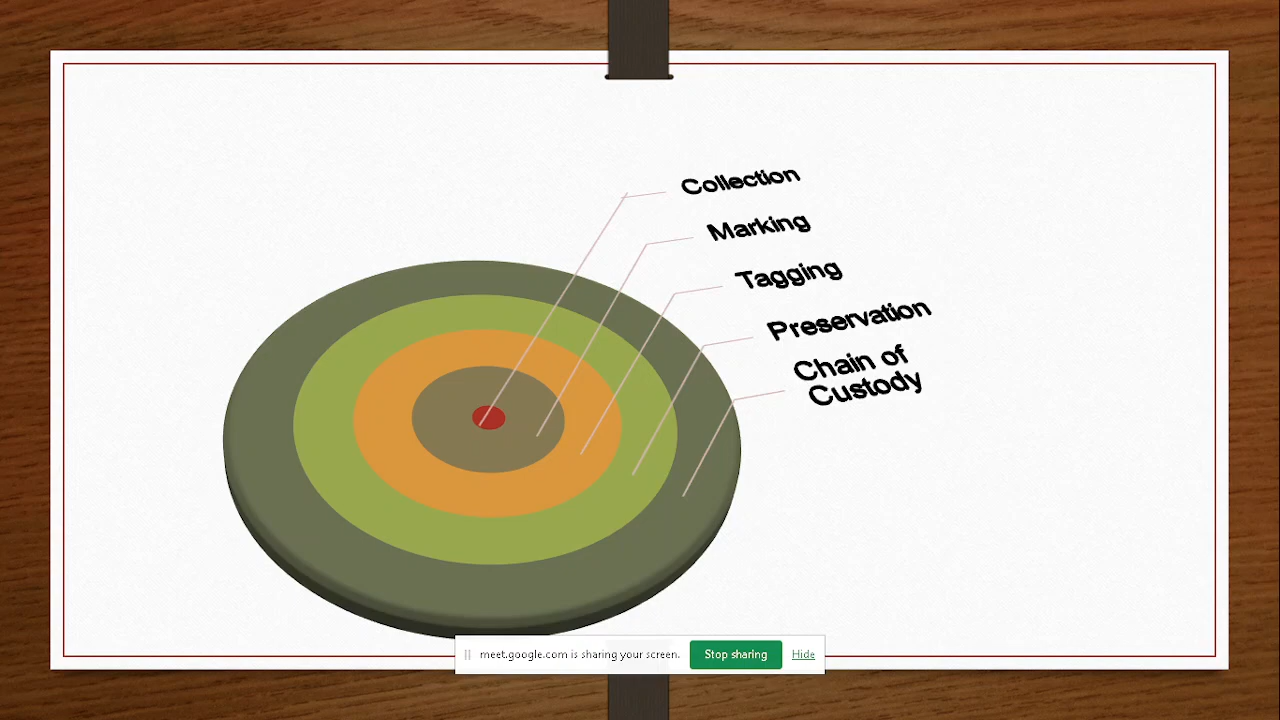 Collection
Marking
Tagging
Preservation
Chain of
Custody
meet.google.com is sharing your screen.
Stop sharing
Hide